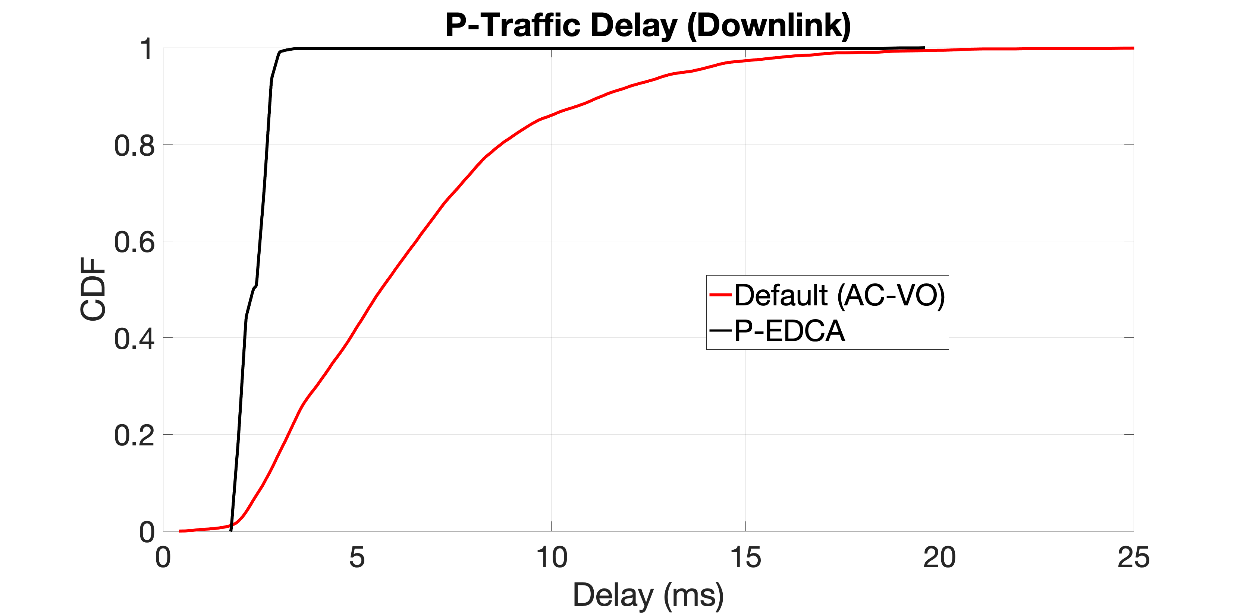 P-Traffic Delay (Downlink)
1
0.8
0.6
0.4
0.2
0
CDF
Default (AC-VO)
P-EDCA
0 5 10 15 20 25
Delay (ms)